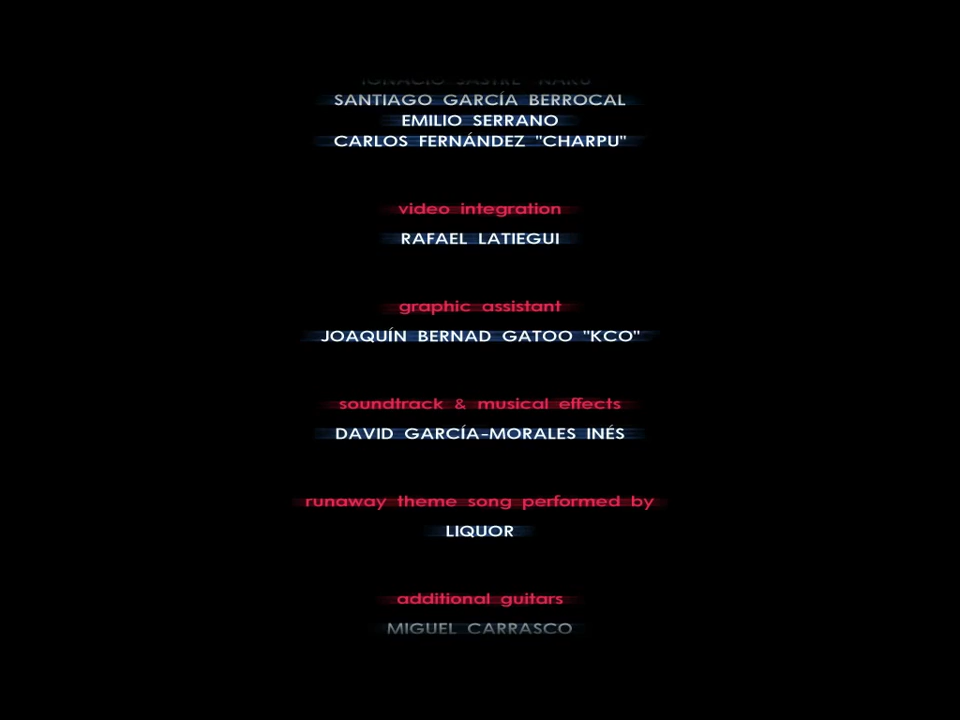 SANTIAGO GARCÍA BERROCAL
EMILIO SERRANO
CARLOS FERNÁNDEZ "CHARPU"
video integration
RAFAEL LATIEGUI
graphic assistant
JOAQUÍN BERNAD GATOO "KCO"
soundtrack & musical effects
DAVID GARCÍA-MORALES INÉS
runaway theme song performed by
LIQUOR
additional guitars
MIGUEL CARRASCO